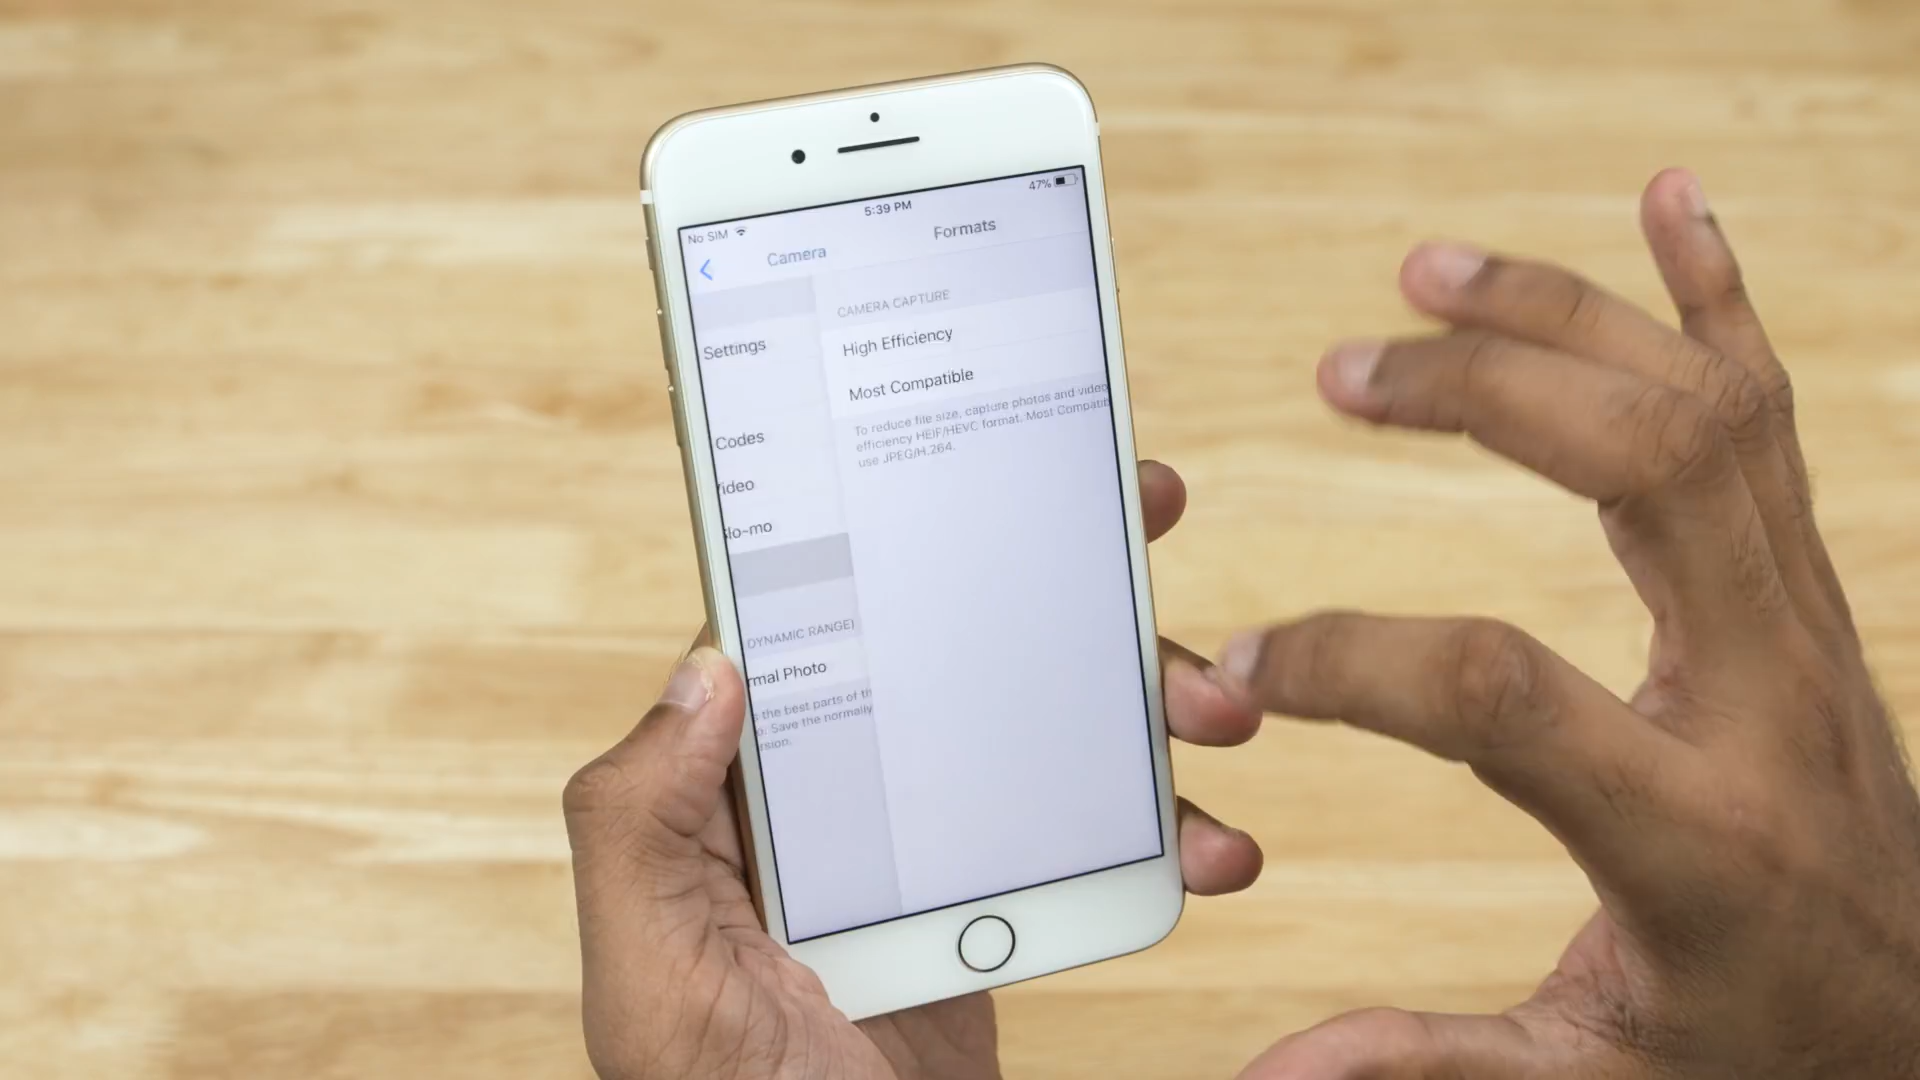 No SIM
5:39 PM
47%
Camera
Formats
Settings
Codes
ideo
lo-mo
DYNAMIC RANGE)
rmal Photo
the best parts of th
Save the normally
rsion.
CAMERA CAPTURE
High Efficiency
Most Compatible
To reduce file size, capture photos and video
efficiency HEIF/HEVC format. Most Compatib
use JPEG/H.264.